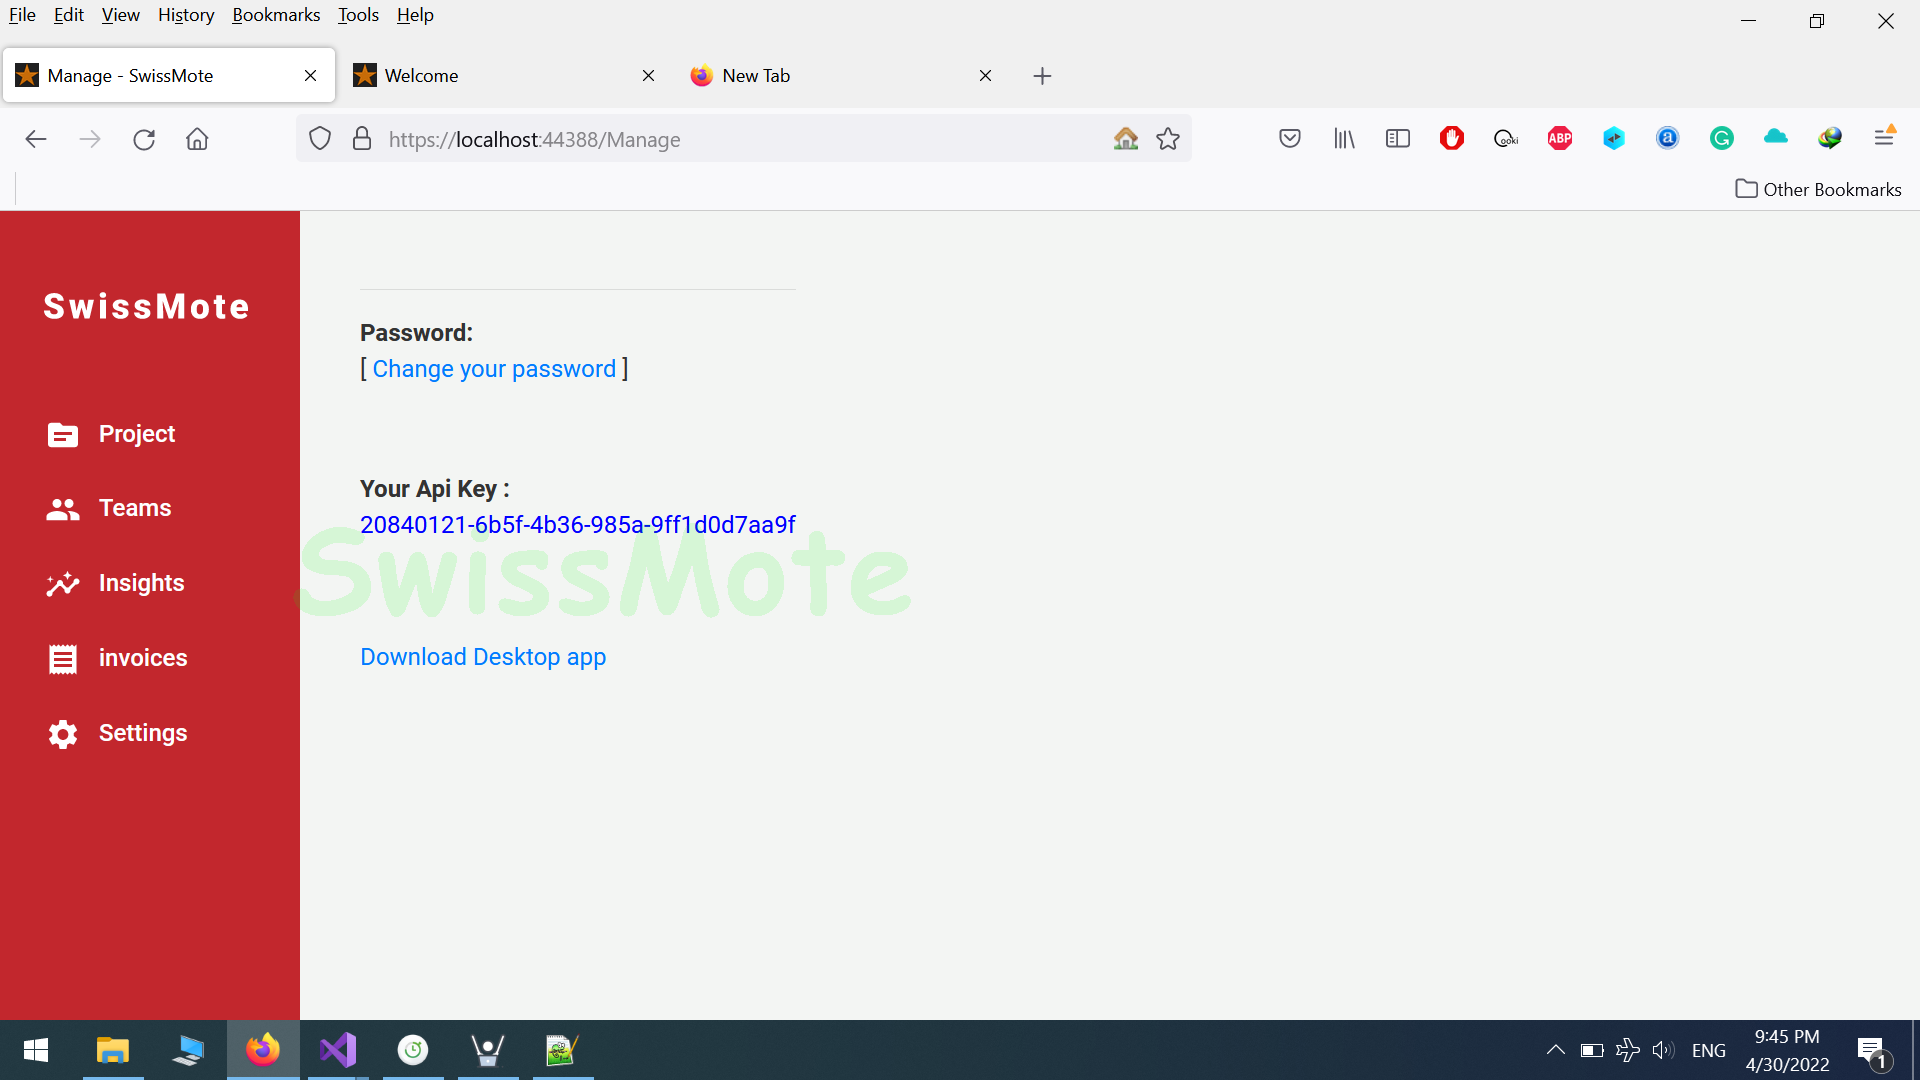 File Edit View History Bookmarks Tools Help
Manage - SwissMote
Welcome
New Tab
https://localhost:44388/Manage
ooki
ABP
a
G
Other Bookmarks
SwissMote
Project
Teams
Insights
invoices
Settings
Password:
[ Change your password ]
Your Api Key :
20840121-6b5f-4b36-985a-9ff1d0d7aa9f
SwissMote
Download Desktop app
ENG
9:45 PM
4/30/2022
1